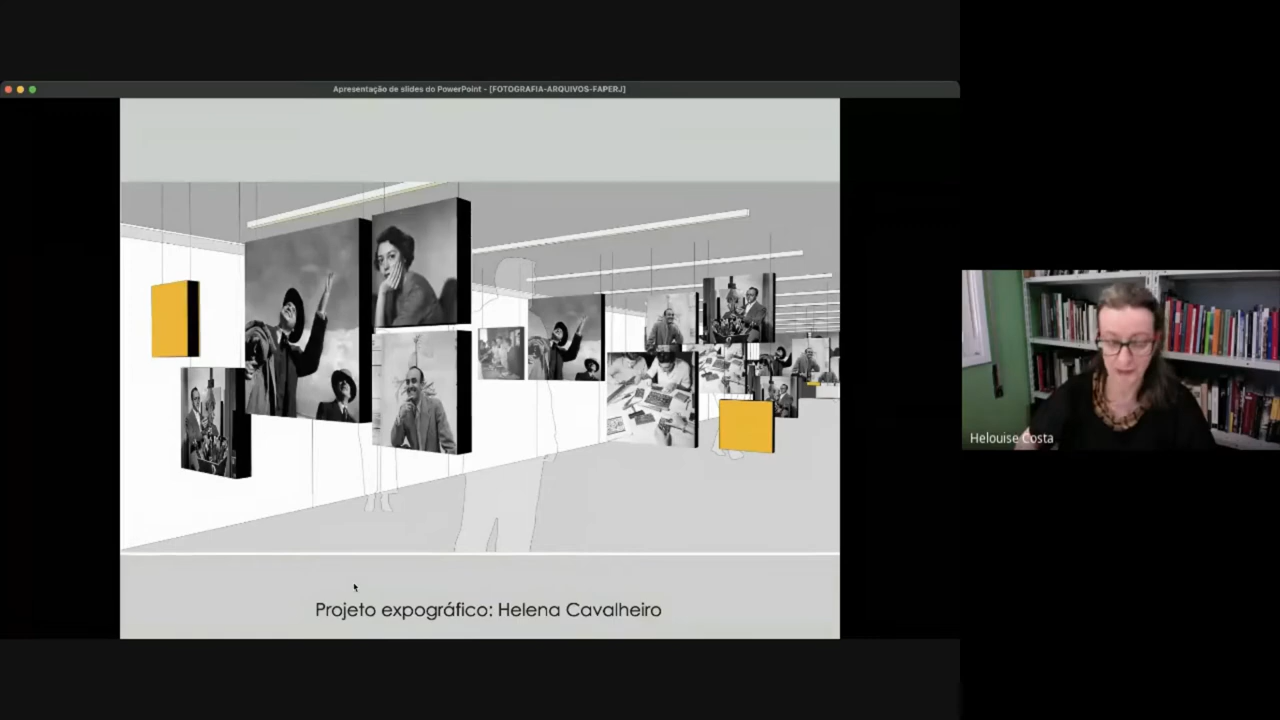 Apresentação de slides do PowerPoint - [FOTOGRAFIA-ARQUIVOS-FAPERJ]
Projeto expográfico: Helena Cavalheiro
Helouise Costa